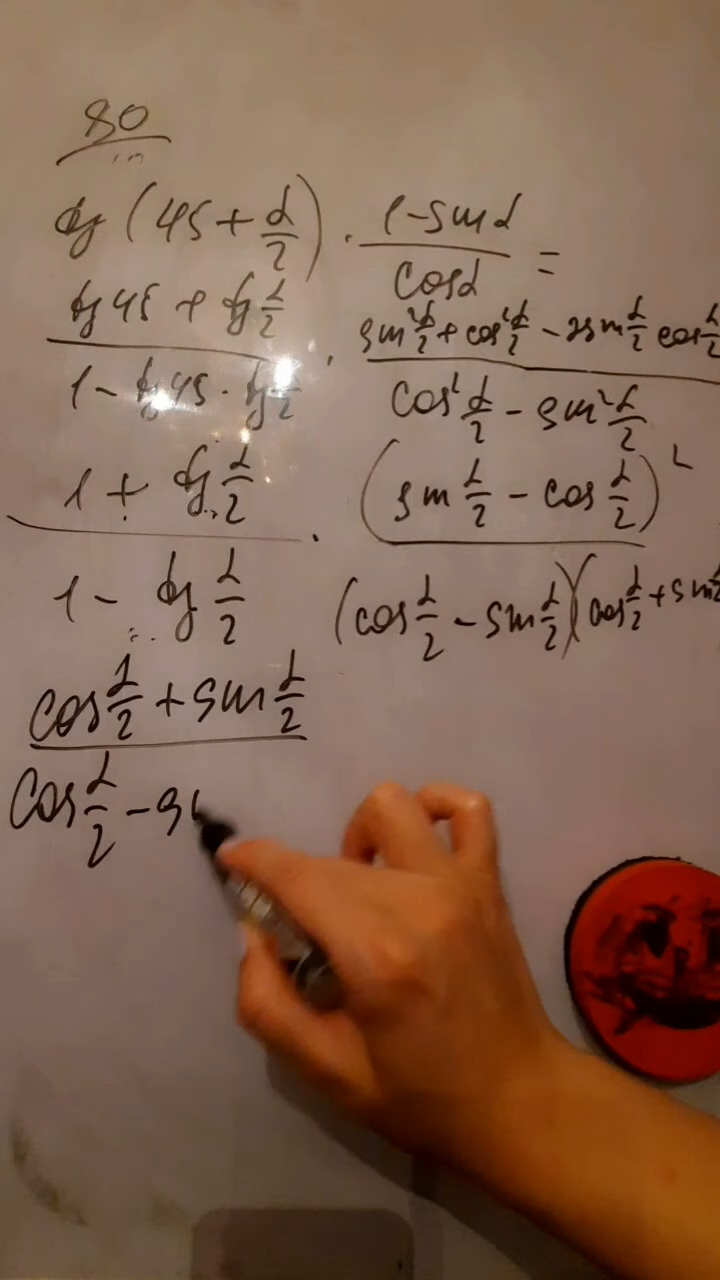 80
tg (45 + α/2) · (1 - sin α)/(cos α) =
(tg 45 + tg α/2)/(1 - tg 45 · tg α/2) · (sin² α/2 + cos² α/2 - 2sin α/2 cos α/2)/(cos² α/2 - sin² α/2)
(1 + tg α/2)/(1 - tg α/2) · (sin α/2 - cos α/2)²/((cos α/2 - sin α/2)(cos α/2 + sin α/2
(cos α/2 + sin α/2)/(cos α/2 - si